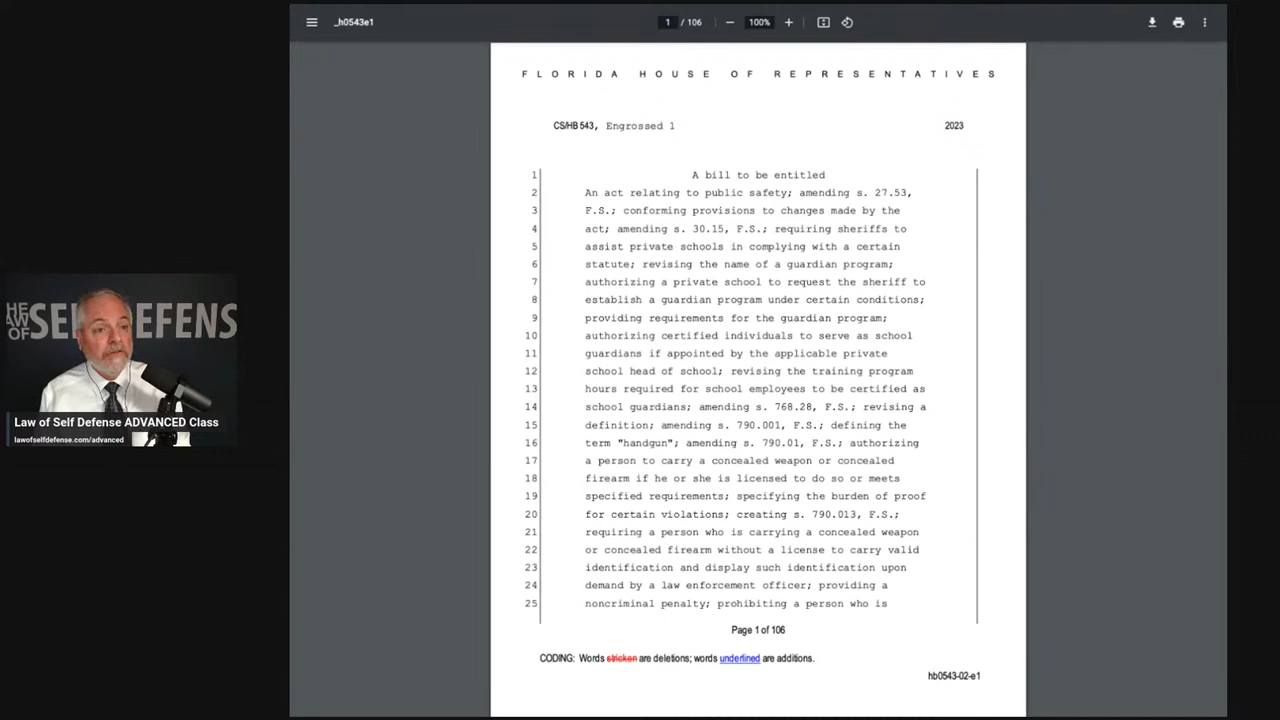 _h0543e1
1 / 106
100%
FLORIDA HOUSE OF REPRESENTATIVES
CS/HB 543, Engrossed 1 2023
1 A bill to be entitled
2 An act relating to public safety; amending s. 27.53,
3 F.S.; conforming provisions to changes made by the
4 act; amending s. 30.15, F.S.; requiring sheriffs to
5 assist private schools in complying with a certain
6 statute; revising the name of a guardian program;
7 authorizing a private school to request the sheriff to
8 establish a guardian program under certain conditions;
9 providing requirements for the guardian program;
10 authorizing certified individuals to serve as school
11 guardians if appointed by the applicable private
12 school head of school; revising the training program
13 hours required for school employees to be certified as
14 school guardians; amending s. 768.28, F.S.; revising a
15 definition; amending s. 790.001, F.S.; defining the
16 term "handgun"; amending s. 790.01, F.S.; authorizing
17 a person to carry a concealed weapon or concealed
18 firearm if he or she is licensed to do so or meets
19 specified requirements; specifying the burden of proof
20 for certain violations; creating s. 790.013, F.S.;
21 requiring a person who is carrying a concealed weapon
22 or concealed firearm without a license to carry valid
23 identification and display such identification upon
24 demand by a law enforcement officer; providing a
25 noncriminal penalty; prohibiting a person who is
Page 1 of 106
CODING: Words stricken are deletions; words underlined are additions.
hb0543-02-e1
HE
AW
OF
SE EFENS
Law of Self Defense ADVANCED Class
lawofselfdefense.com/advanced